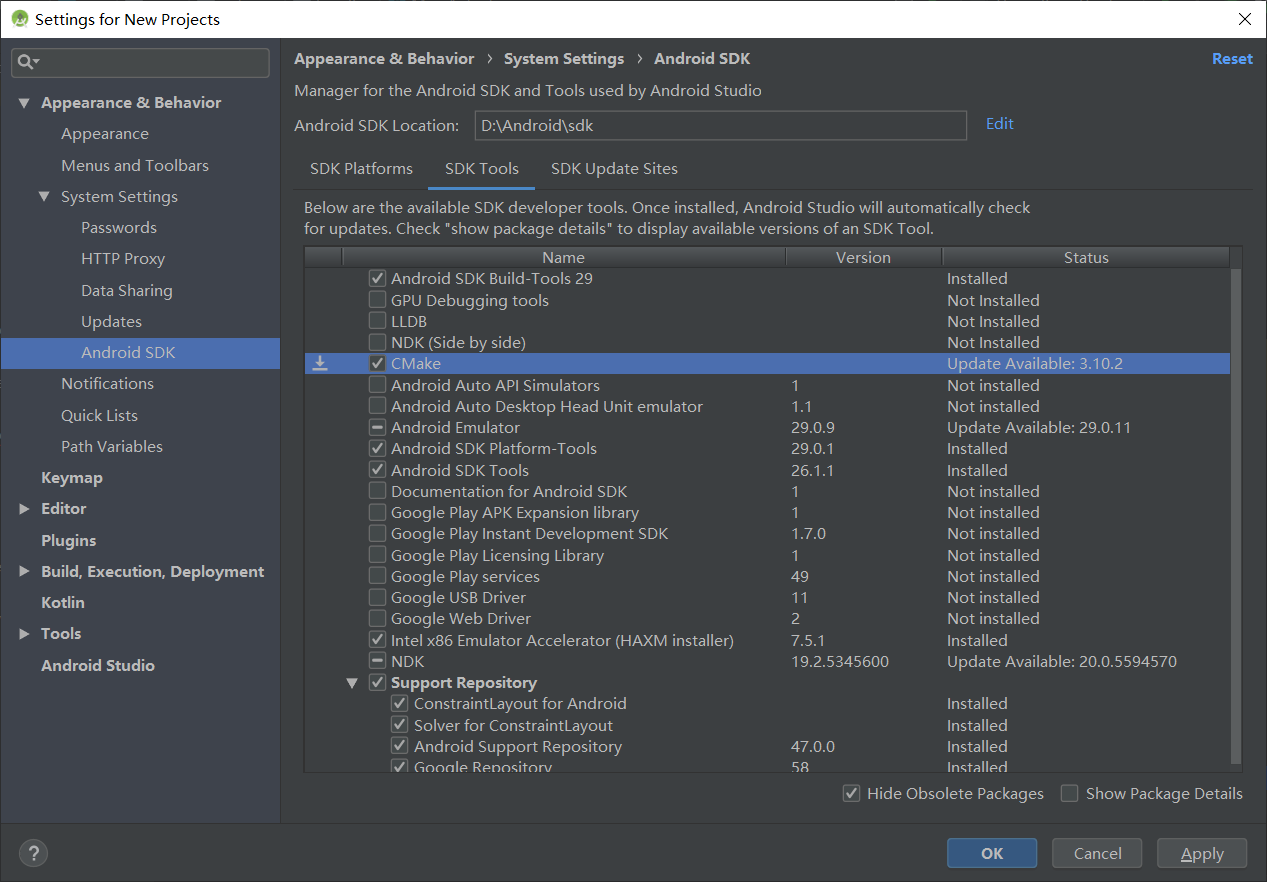 Settings for New Projects
Appearance & Behavior
Appearance
Menus and Toolbars
System Settings
Passwords
HTTP Proxy
Data Sharing
Updates
Android SDK
Notifications
Quick Lists
Path Variables
Keymap
Editor
Plugins
Build, Execution, Deployment
Kotlin
Tools
Android Studio
Appearance & Behavior › System Settings › Android SDK Reset
Manager for the Android SDK and Tools used by Android Studio
Android SDK Location: D:\Android\sdk Edit
SDK Platforms SDK Tools SDK Update Sites
Below are the available SDK developer tools. Once installed, Android Studio will automatically check
for updates. Check "show package details" to display available versions of an SDK Tool.
Name Version Status
Android SDK Build-Tools 29 Installed
GPU Debugging tools Not Installed
LLDB Not Installed
NDK (Side by side) Not Installed
CMake Update Available: 3.10.2
Android Auto API Simulators 1 Not installed
Android Auto Desktop Head Unit emulator 1.1 Not installed
Android Emulator 29.0.9 Update Available: 29.0.11
Android SDK Platform-Tools 29.0.1 Installed
Android SDK Tools 26.1.1 Installed
Documentation for Android SDK 1 Not installed
Google Play APK Expansion library 1 Not installed
Google Play Instant Development SDK 1.7.0 Not installed
Google Play Licensing Library 1 Not installed
Google Play services 49 Not installed
Google USB Driver 11 Not installed
Google Web Driver 2 Not installed
Intel x86 Emulator Accelerator (HAXM installer) 7.5.1 Installed
NDK 19.2.5345600 Update Available: 20.0.5594570
Support Repository
ConstraintLayout for Android Installed
Solver for ConstraintLayout Installed
Android Support Repository 47.0.0 Installed
Google Repository 58 Installed
Hide Obsolete Packages Show Package Details
? OK Cancel Apply